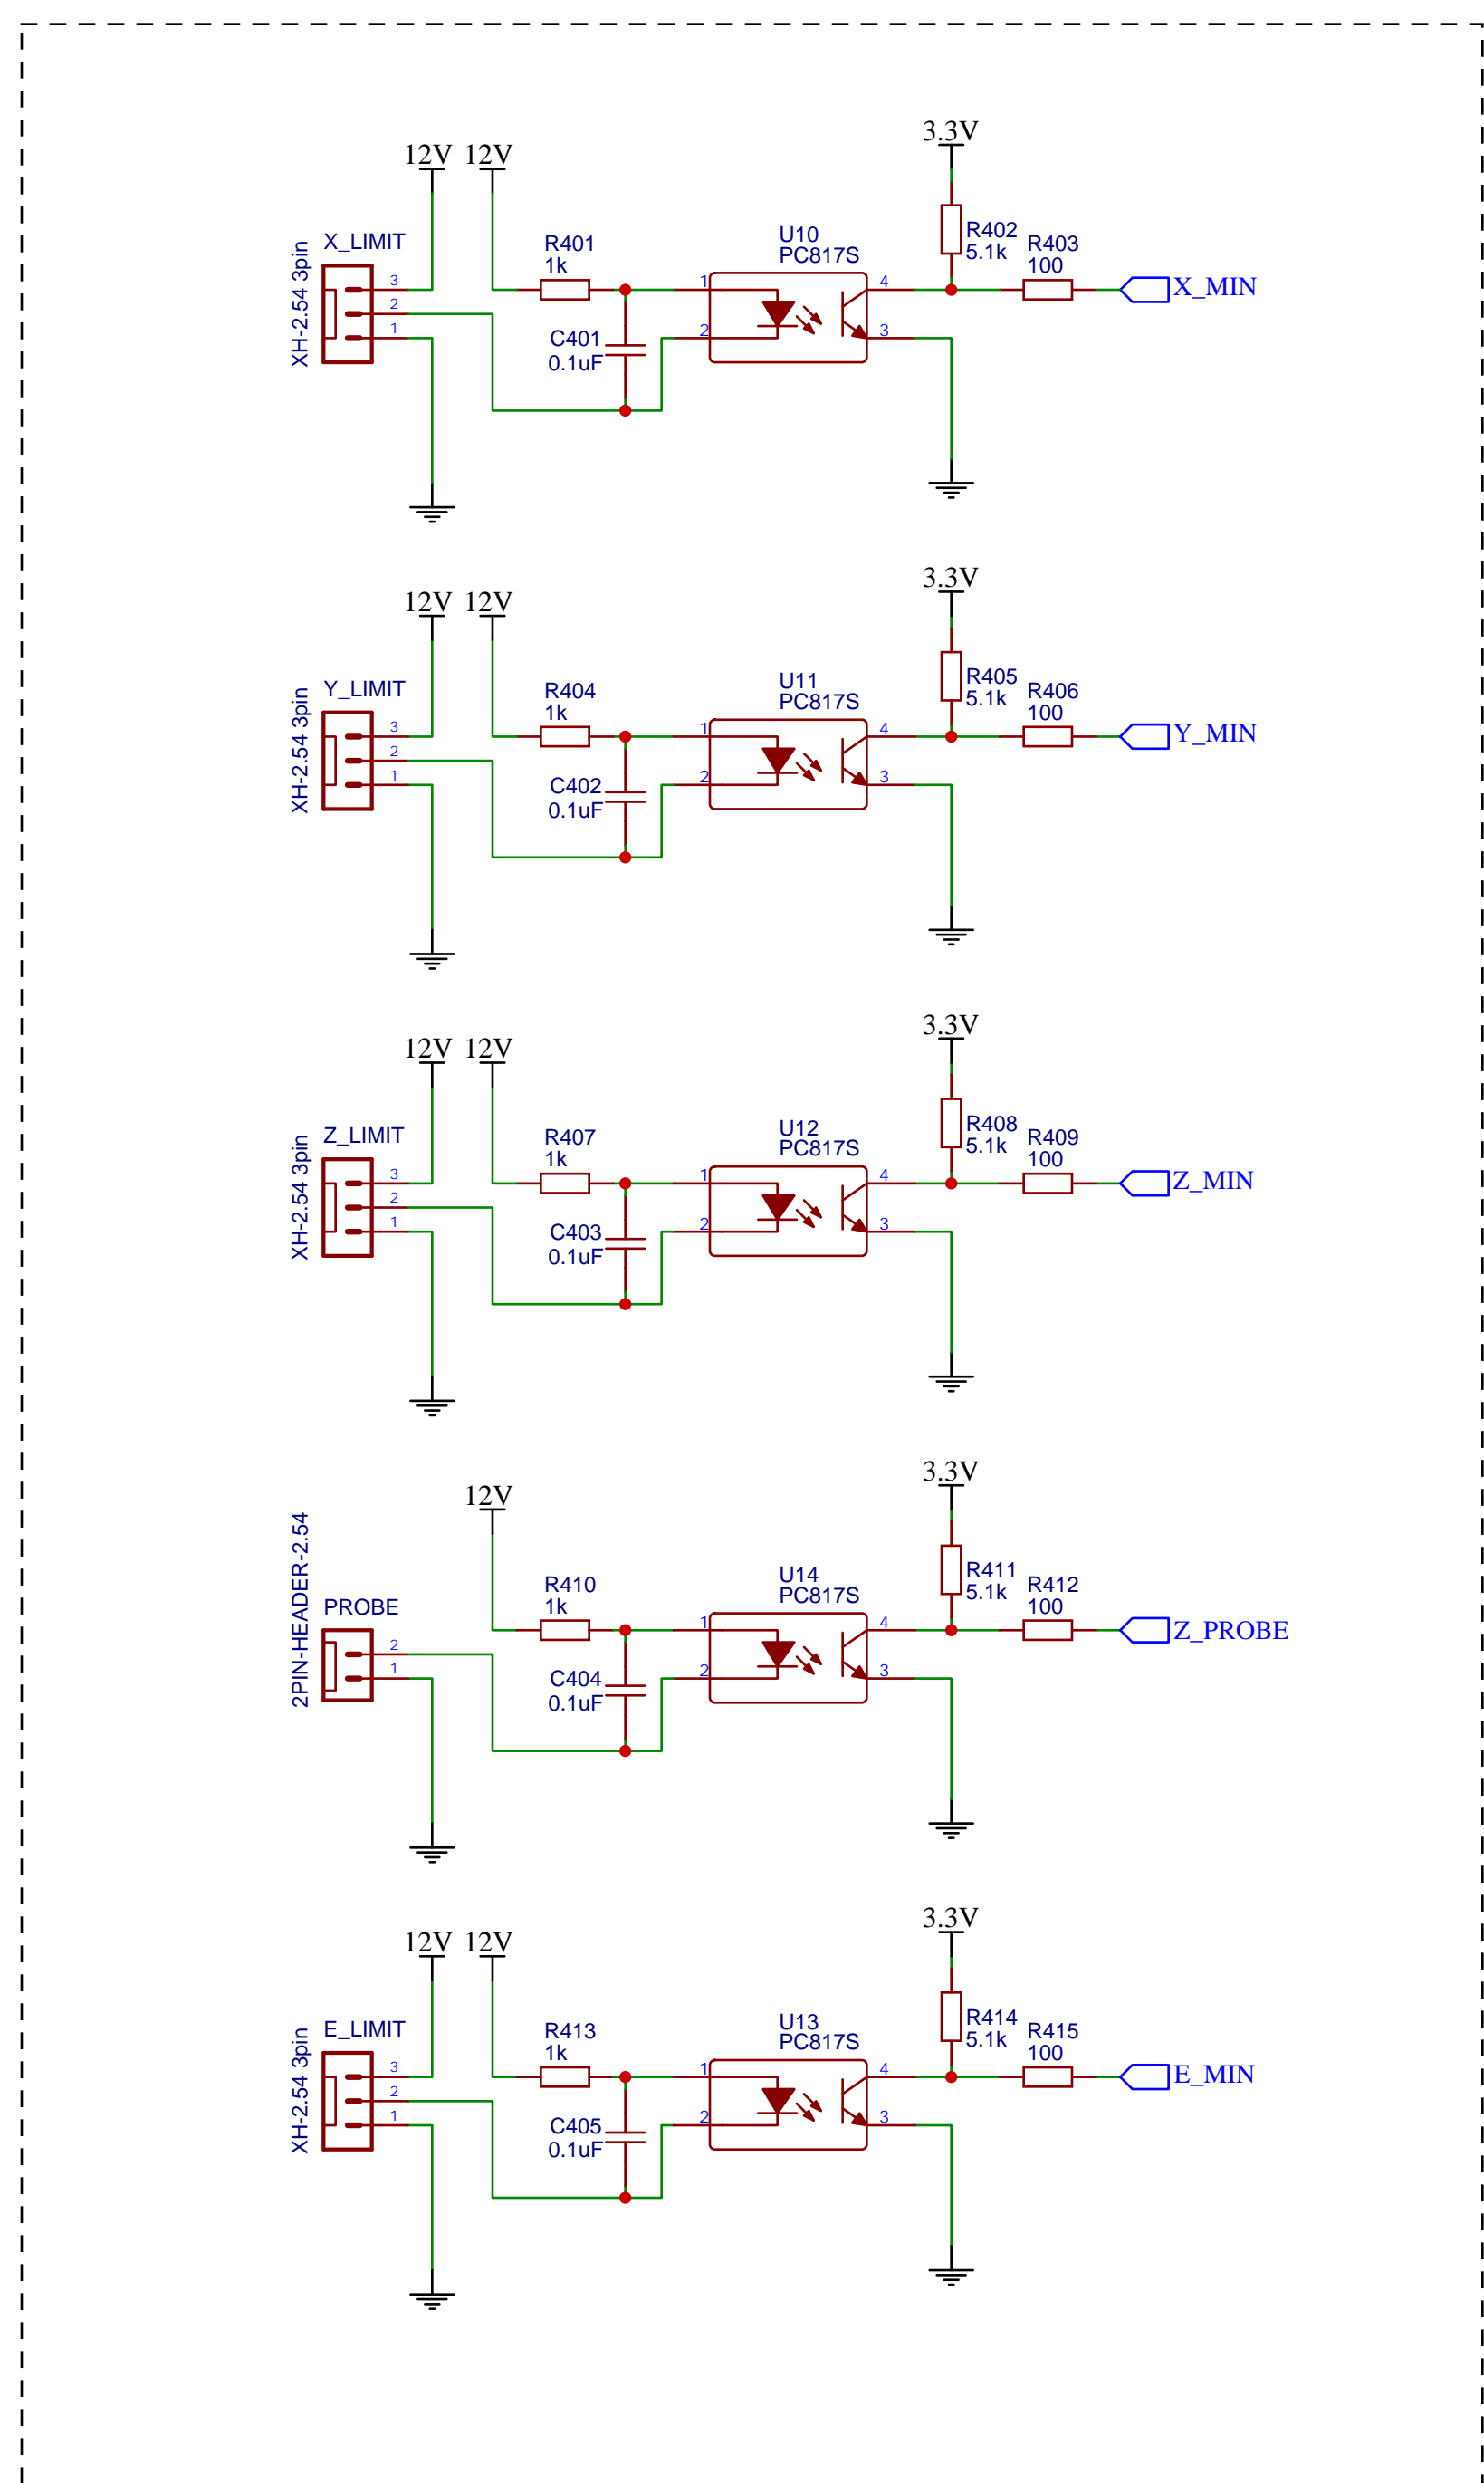 3.3V
12V 12V
X_LIMIT
XH-2.54 3pin
3
2
1
R401
1k
C401
0.1uF
U10
PC817S
1
2
4
3
R402
5.1k
R403
100
X_MIN
3.3V
12V 12V
Y_LIMIT
XH-2.54 3pin
3
2
1
R404
1k
C402
0.1uF
U11
PC817S
1
2
4
3
R405
5.1k
R406
100
Y_MIN
3.3V
12V 12V
Z_LIMIT
XH-2.54 3pin
3
2
1
R407
1k
C403
0.1uF
U12
PC817S
1
2
4
3
R408
5.1k
R409
100
Z_MIN
3.3V
12V
PROBE
2PIN-HEADER-2.54
2
1
R410
1k
C404
0.1uF
U14
PC817S
1
2
4
3
R411
5.1k
R412
100
Z_PROBE
3.3V
12V 12V
E_LIMIT
XH-2.54 3pin
3
2
1
R413
1k
C405
0.1uF
U13
PC817S
1
2
4
3
R414
5.1k
R415
100
E_MIN